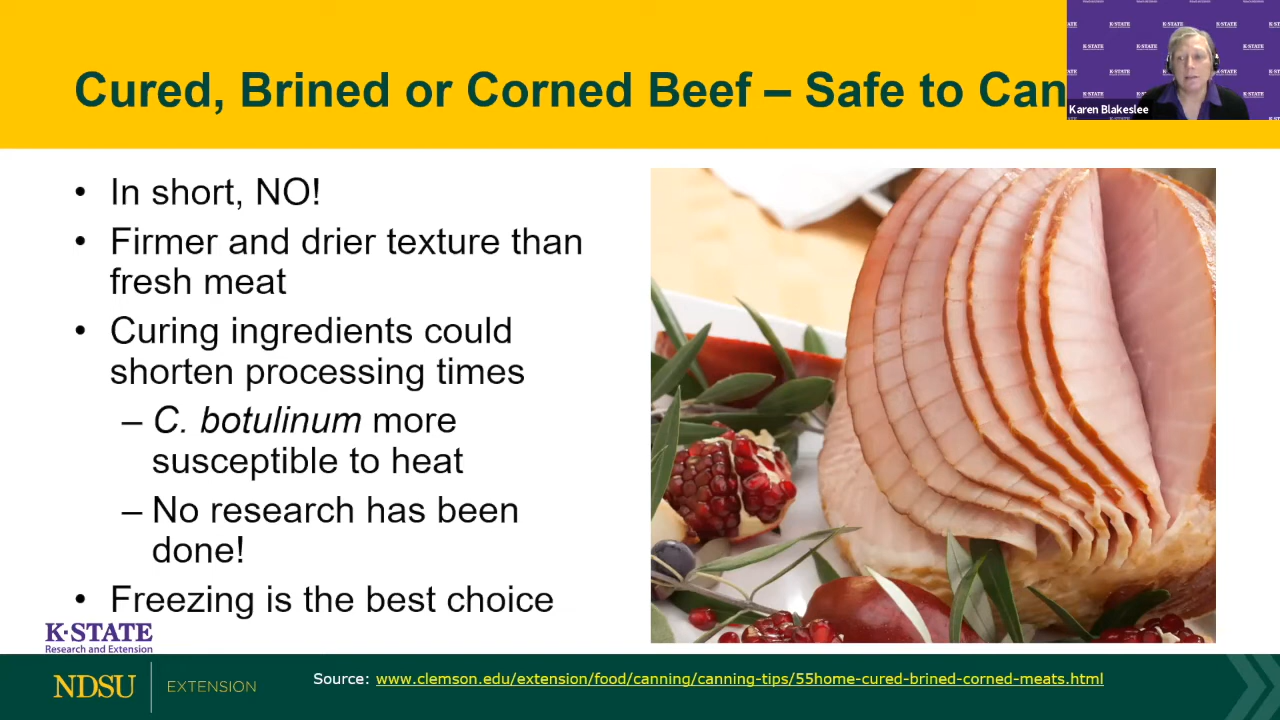 Cured, Brined or Corned Beef – Safe to Can
Karen Blakeslee
• In short, NO!
• Firmer and drier texture than
fresh meat
• Curing ingredients could
shorten processing times
– C. botulinum more
susceptible to heat
– No research has been
done!
• Freezing is the best choice
K·STATE
Research and Extension
NDSU EXTENSION
Source: www.clemson.edu/extension/food/canning/canning-tips/55home-cured-brined-corned-meats.html